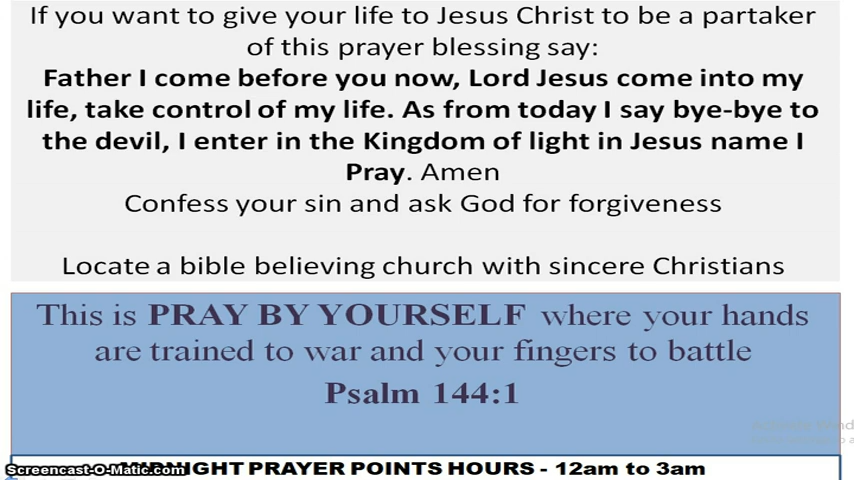 If you want to give your life to Jesus Christ to be a partaker
of this prayer blessing say:
Father I come before you now, Lord Jesus come into my
life, take control of my life. As from today I say bye-bye to
the devil, I enter in the Kingdom of light in Jesus name I
Pray. Amen
Confess your sin and ask God for forgiveness
Locate a bible believing church with sincere Christians
This is PRAY BY YOURSELF where your hands
are trained to war and your fingers to battle
Psalm 144:1
Screencast-O-Matic.com
PRAYER POINTS HOURS - 12am to 3am